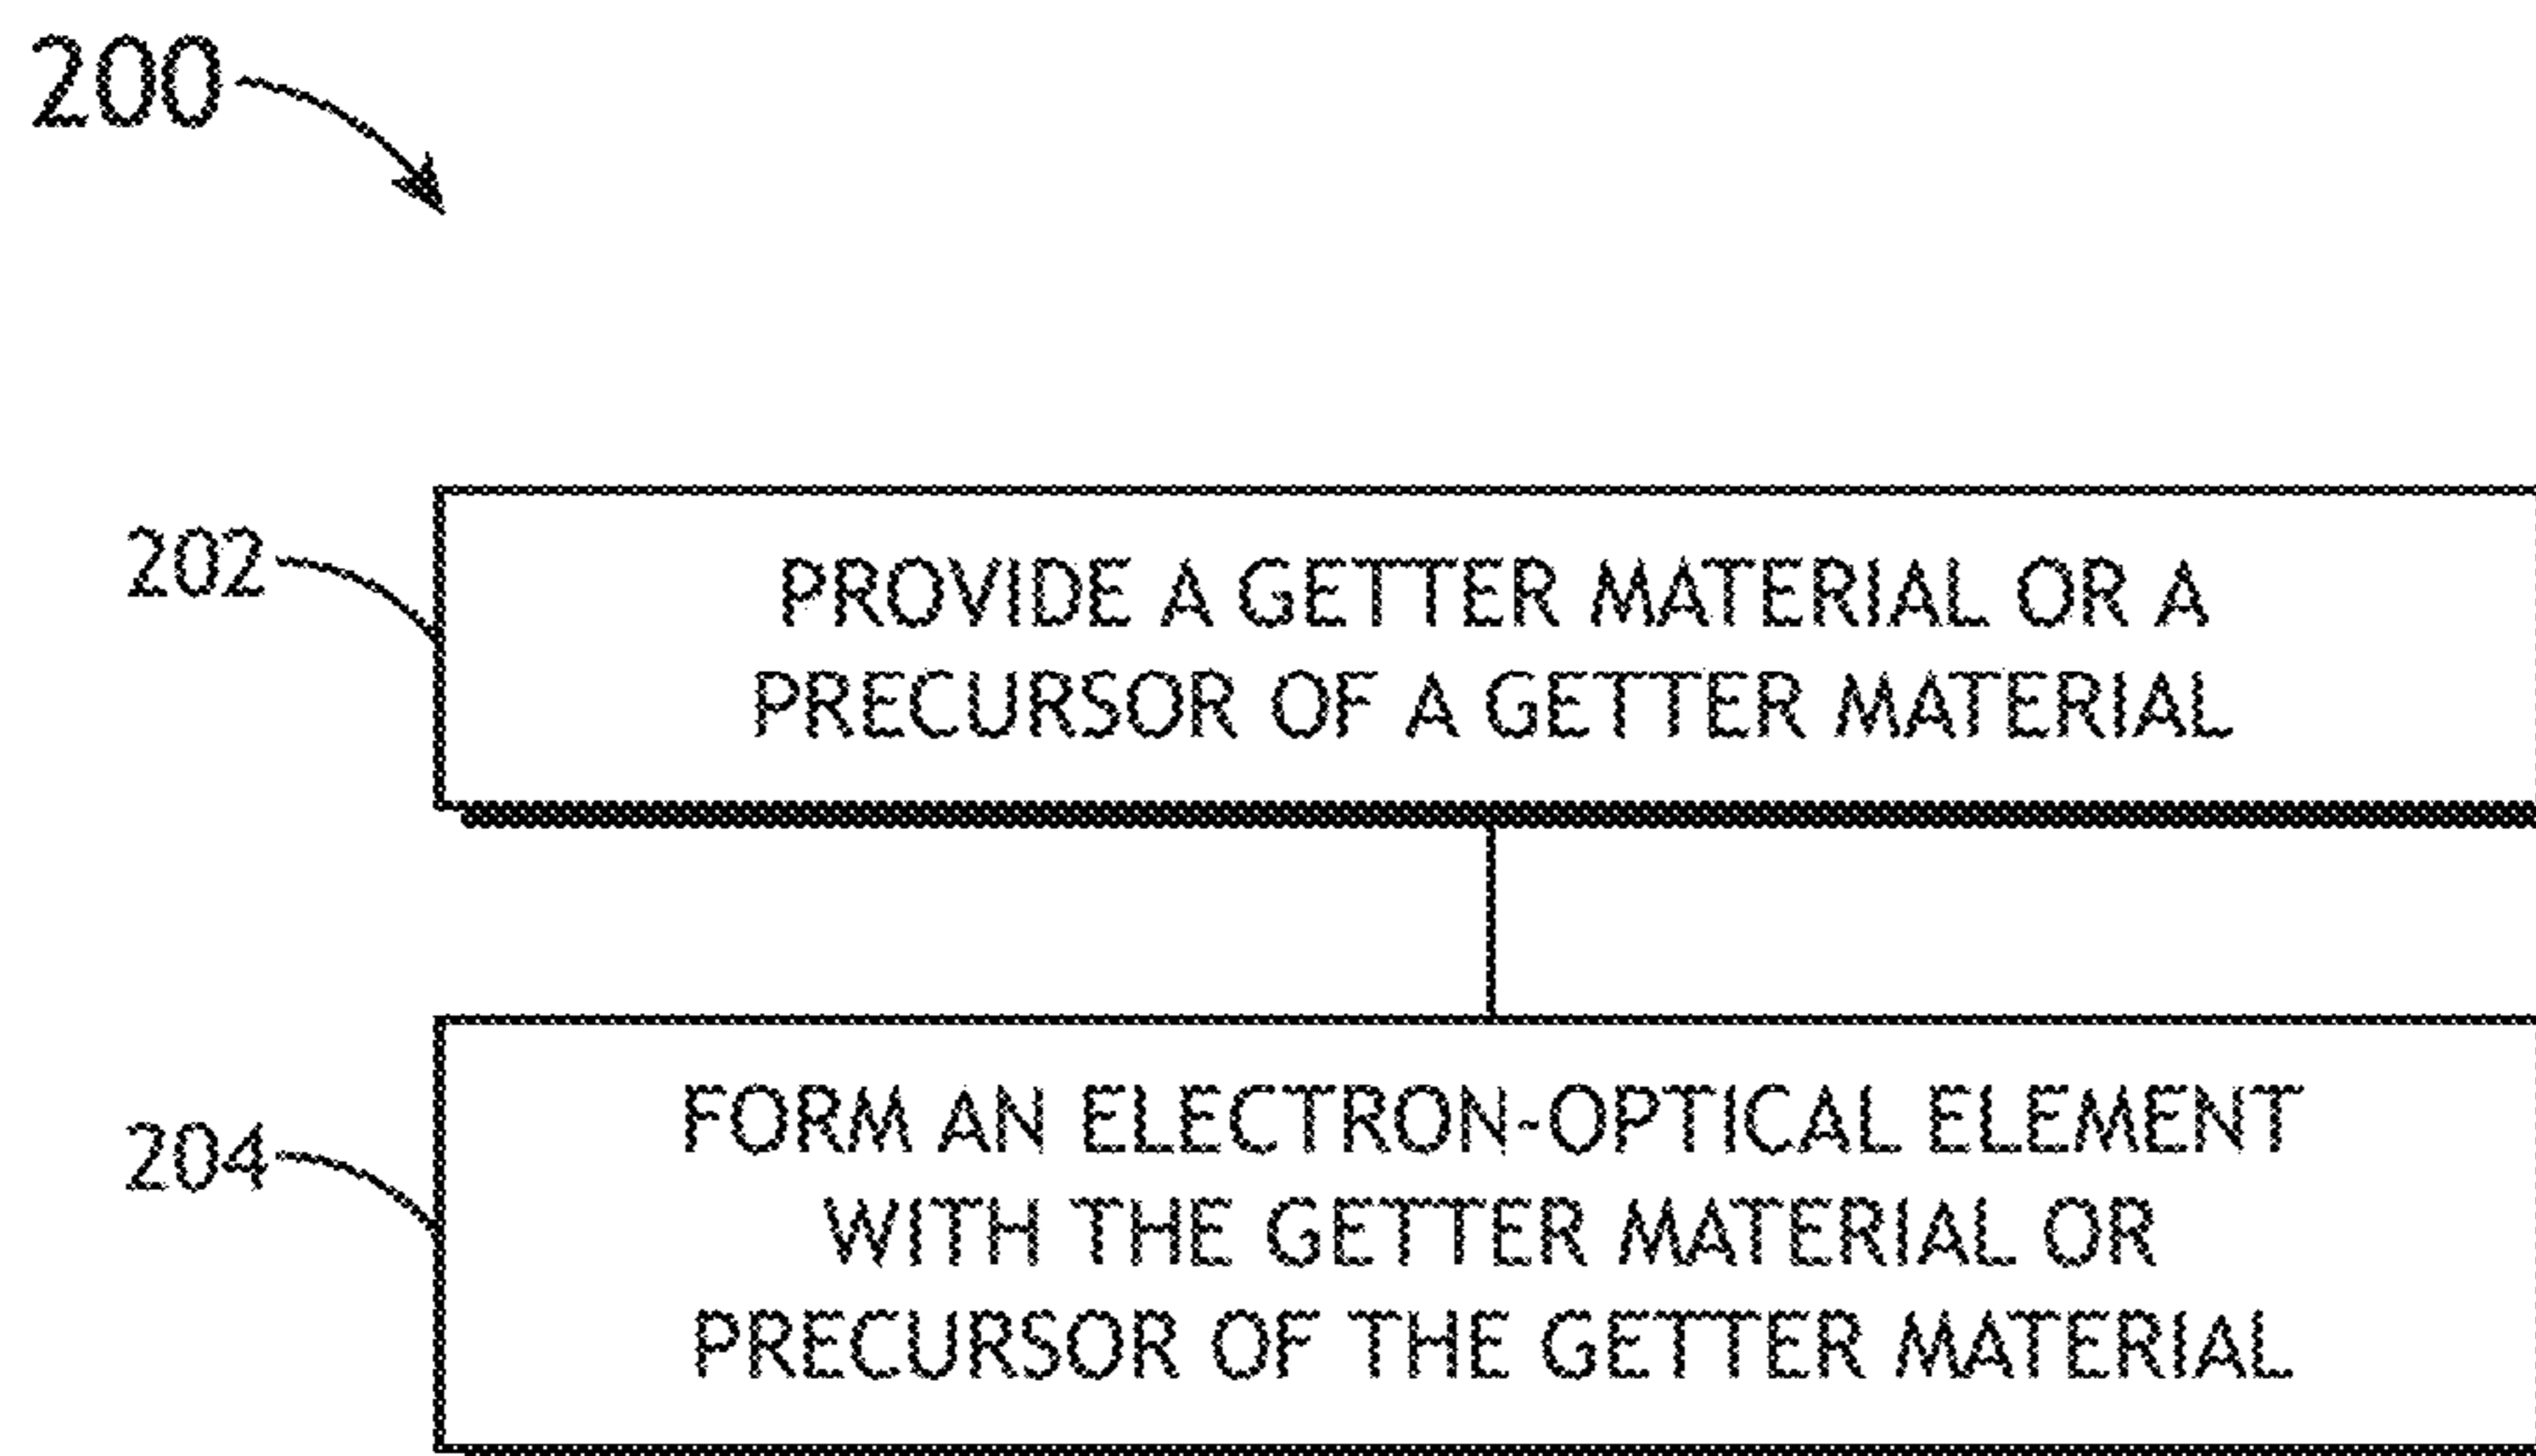 200
202
PROVIDE A GETTER MATERIAL OR A
PRECURSOR OF A GETTER MATERIAL
204
FORM AN ELECTRON-OPTICAL ELEMENT
WITH THE GETTER MATERIAL OR
PRECURSOR OF THE GETTER MATERIAL